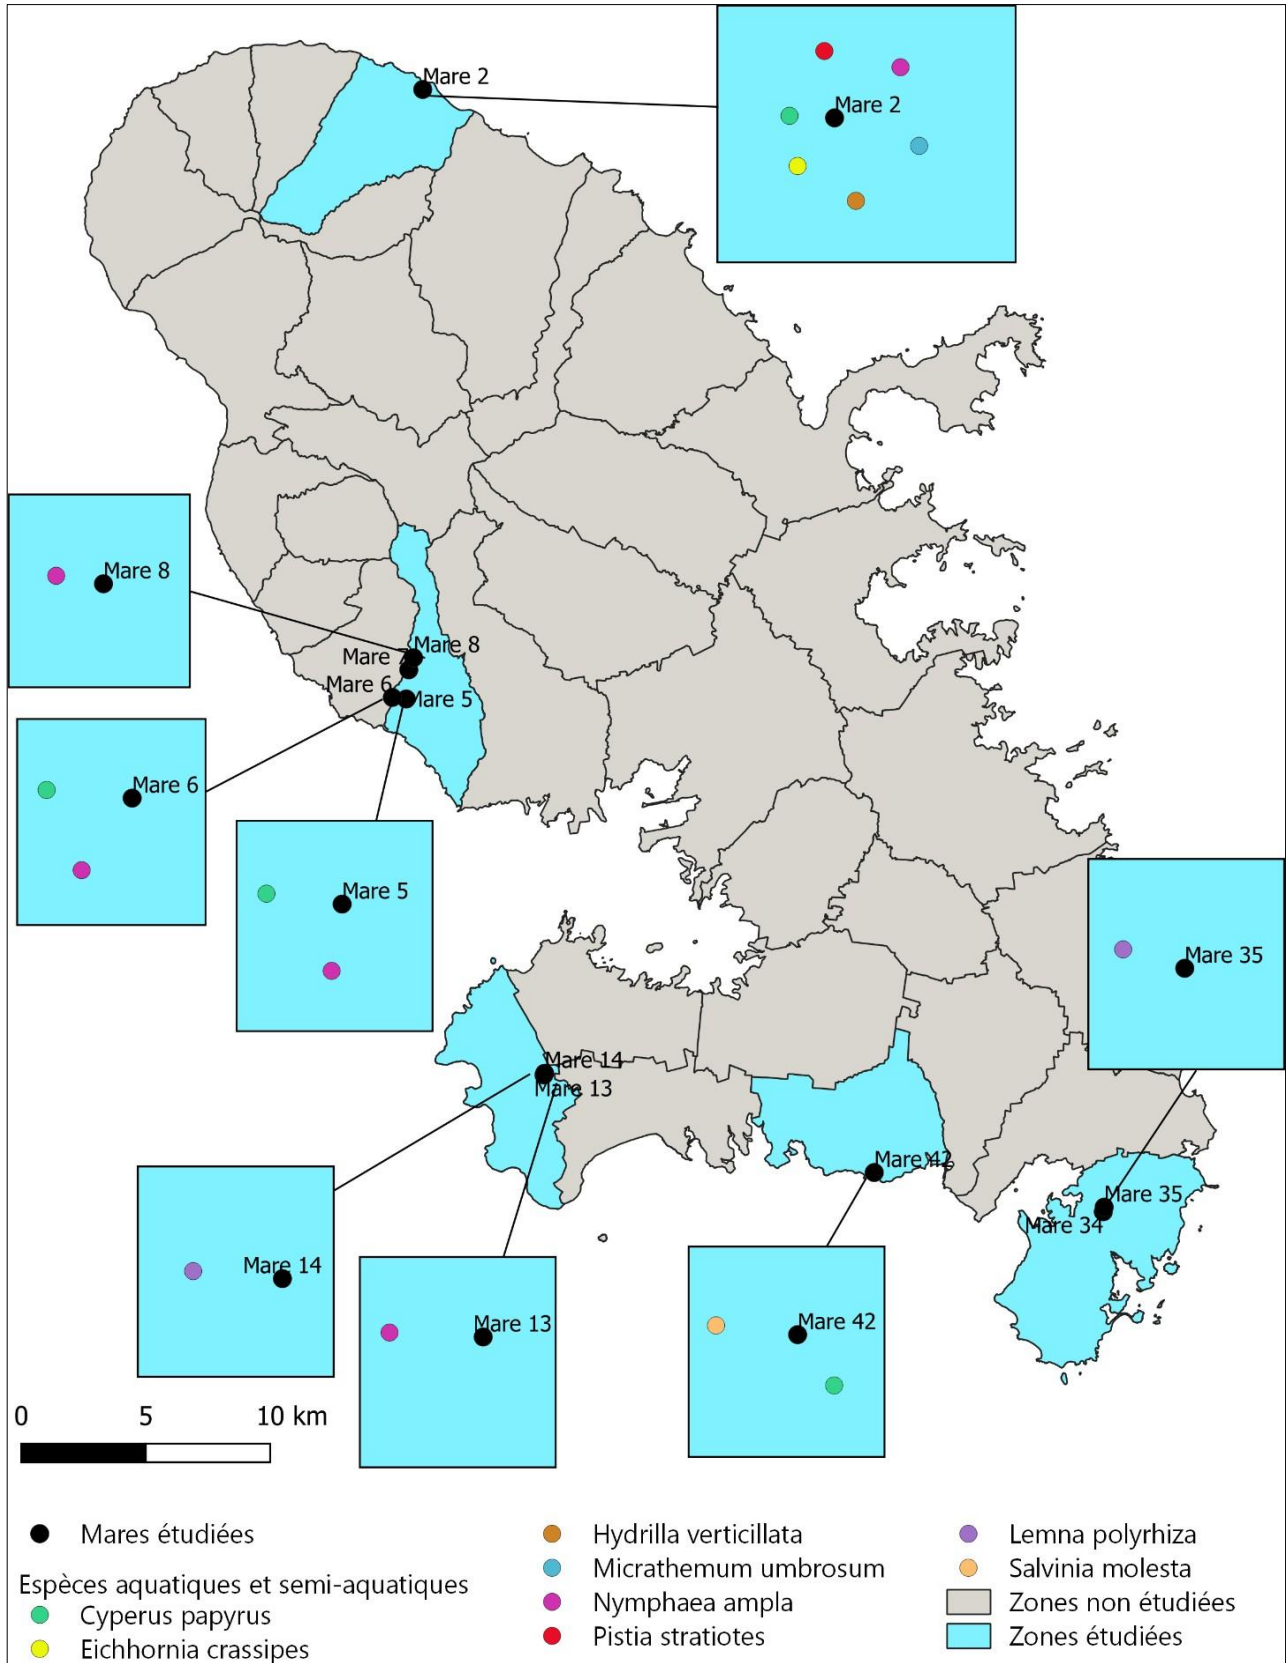 Mare 2
Mare 2
Mare 8
Mare 8
Mare 7
Mare 6
Mare 5
Mare 6
Mare 5
Mare 35
Mare 14
Mare 13
Mare 42
Mare 35
Mare 34
Mare 14
Mare 13
Mare 42
0 5 10 km
Mares étudiées
Espèces aquatiques et semi-aquatiques
Cyperus papyrus
Eichhornia crassipes
Hydrilla verticillata
Micrathemum umbrosum
Nymphaea ampla
Pistia stratiotes
Lemna polyrhiza
Salvinia molesta
Zones non étudiées
Zones étudiées